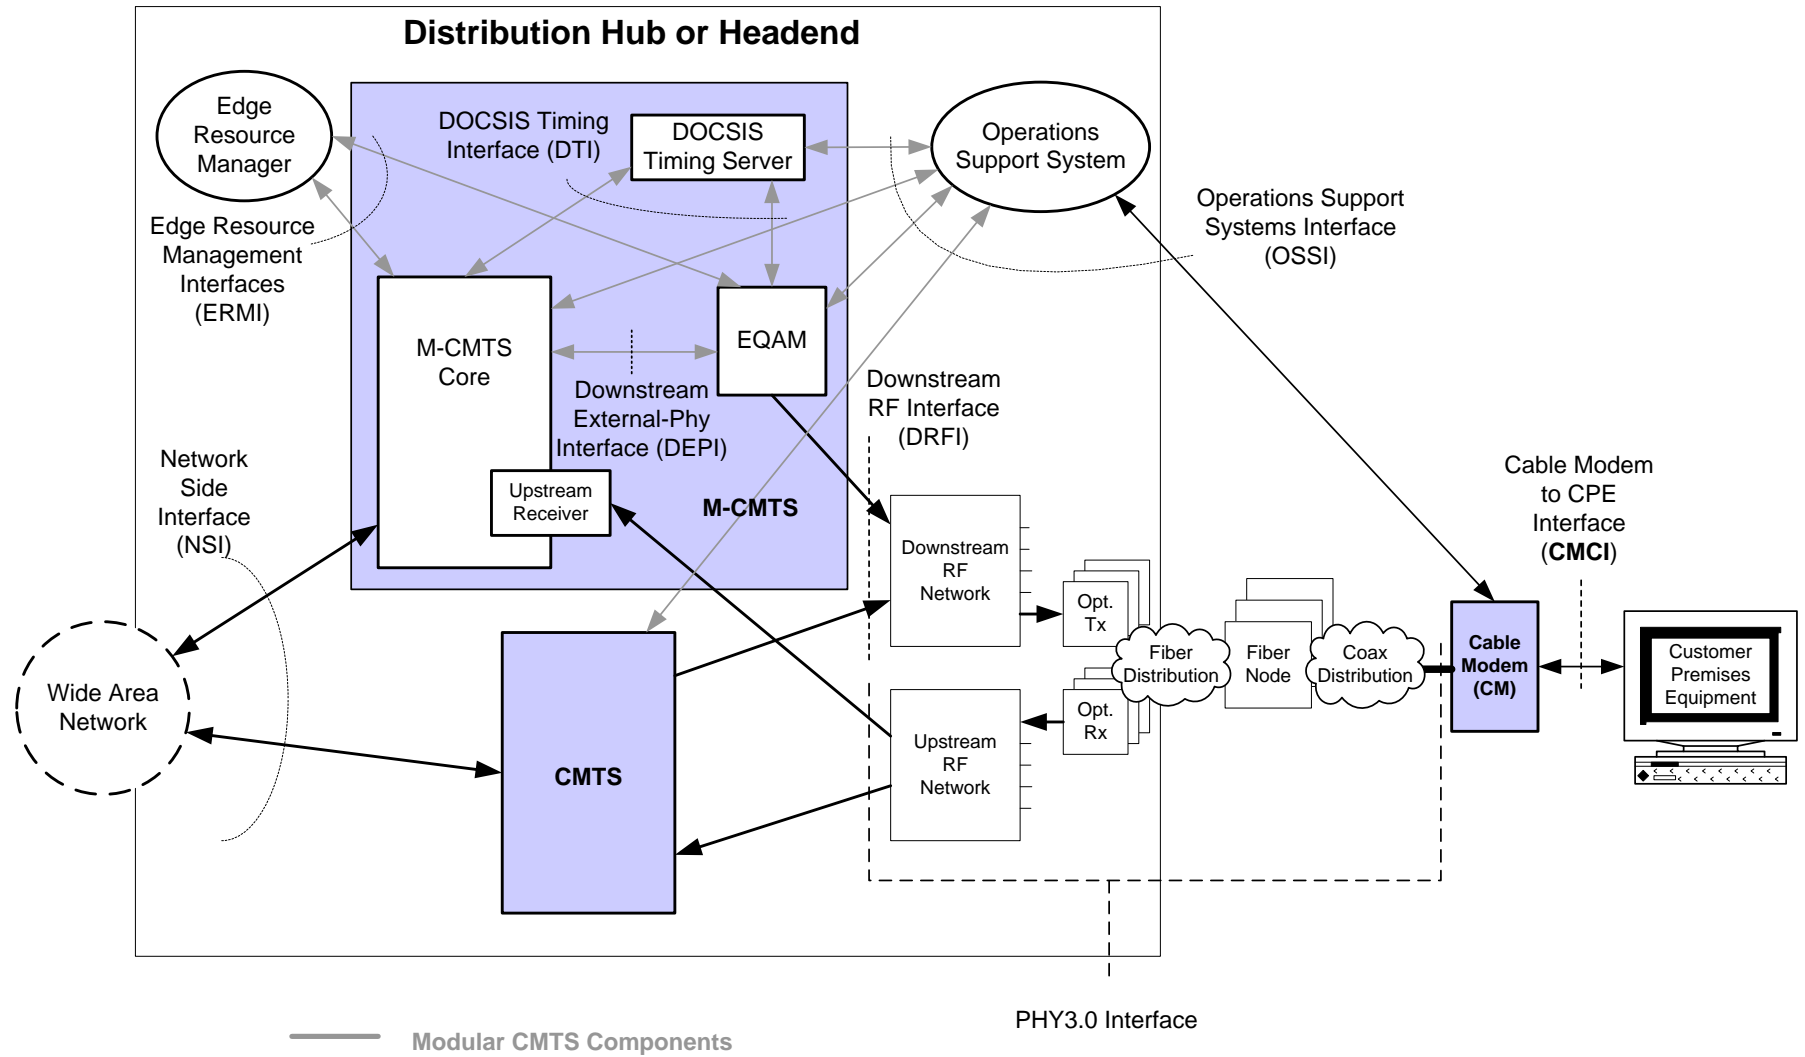 Distribution Hub or Headend
Edge
Resource
Manager
DOCSIS Timing
Interface (DTI)
DOCSIS
Timing Server
Operations
Support System
Edge Resource
Management
Interfaces
(ERMI)
Operations Support
Systems Interface
(OSSI)
M-CMTS
Core
EQAM
Downstream
External-Phy
Interface (DEPI)
Downstream
RF Interface
(DRFI)
Network
Side
Interface
(NSI)
Upstream
Receiver
M-CMTS
Cable Modem
to CPE
Interface
(CMCI)
Downstream
RF
Network
Opt.
Tx
Fiber
Distribution
Fiber
Node
Coax
Distribution
Cable
Modem
(CM)
Customer
Premises
Equipment
Wide Area
Network
CMTS
Upstream
RF
Network
Opt.
Rx
PHY3.0 Interface
Modular CMTS Components